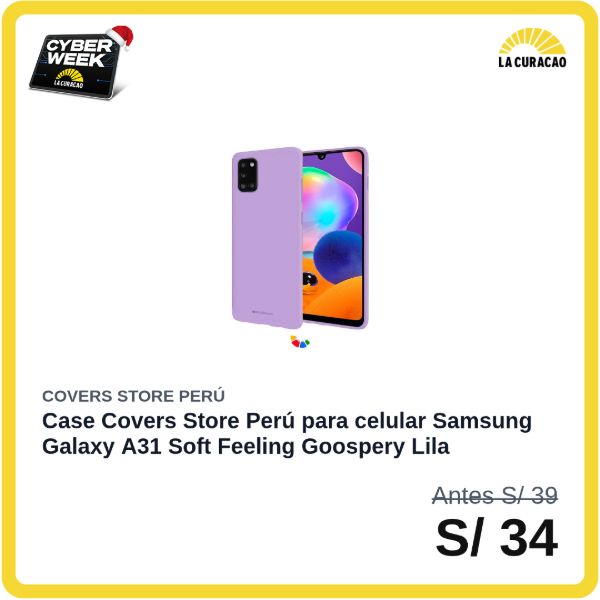 CYBER
WEEK
LA CURACAO
LA CURACAO
COVERS STORE PERÚ
Case Covers Store Perú para celular Samsung
Galaxy A31 Soft Feeling Goospery Lila
Antes S/ 39
S/ 34